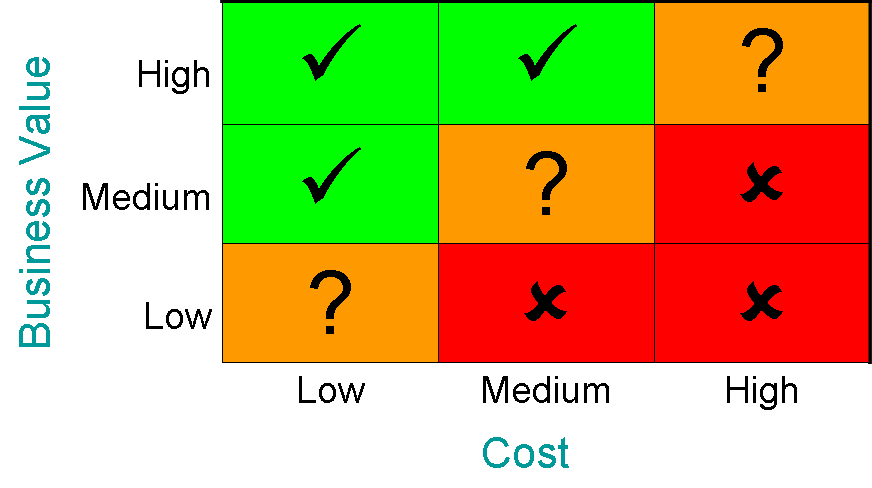 Business Value
High
✓ ✓ ?
Medium
✓ ? ✘
Low
? ✘ ✘
Low Medium High
Cost